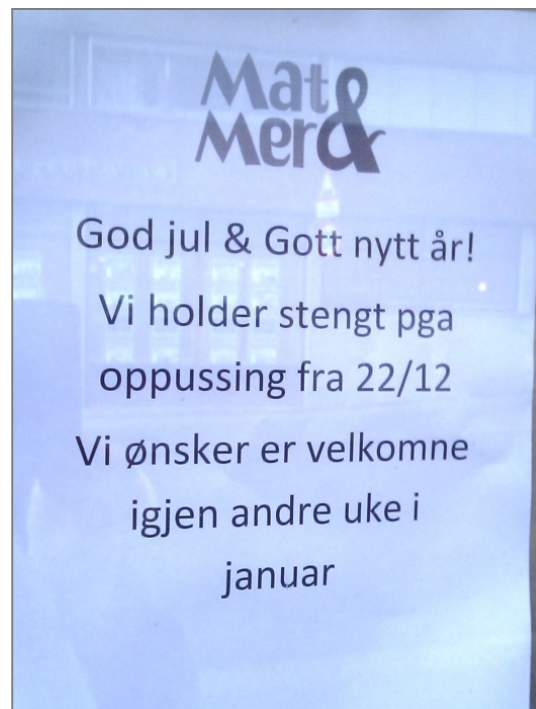 Mat &
Mer
God jul & Gott nytt år!
Vi holder stengt pga
oppussing fra 22/12
Vi ønsker er velkomne
igjen andre uke i
januar